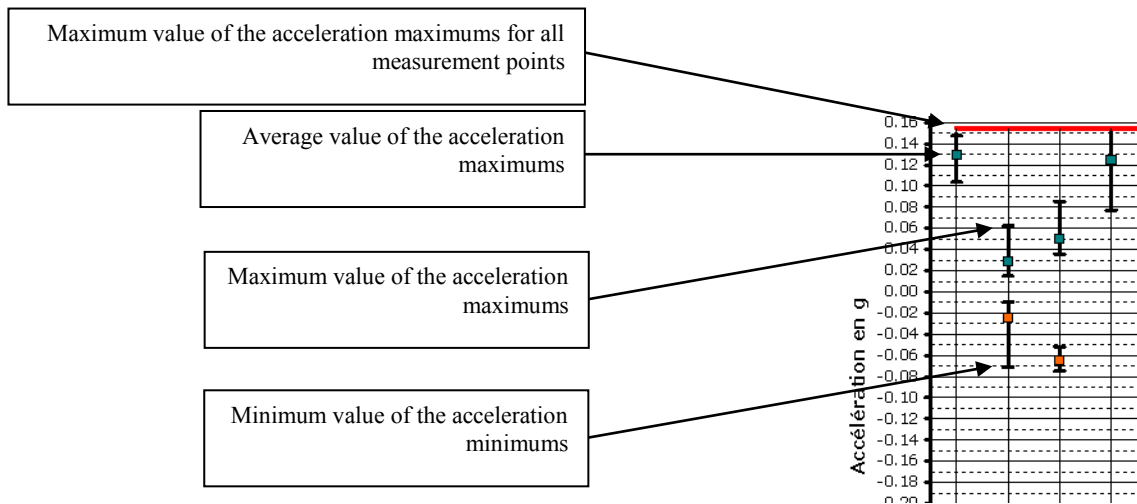 Maximum value of the acceleration maximums for all
measurement points
Average value of the acceleration
maximums
Maximum value of the acceleration
maximums
Minimum value of the acceleration
minimums
Accélération en g
0.16
0.14
0.12
0.10
0.08
0.06
0.04
0.02
0.00
-0.02
-0.04
-0.06
-0.08
-0.10
-0.12
-0.14
-0.16
-0.18
-0.20